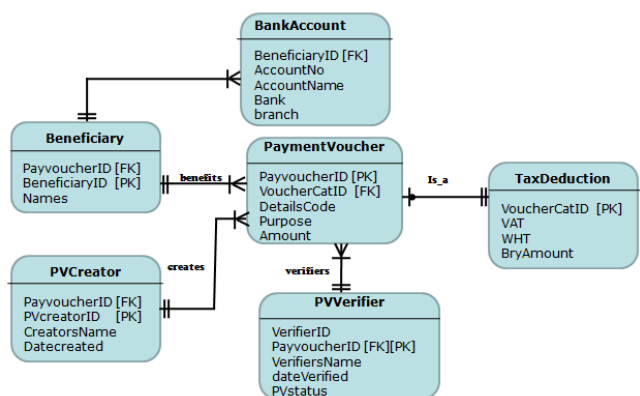 BankAccount
BeneficiaryID [FK]
AccountNo
AccountName
Bank
branch
Beneficiary
PayvoucherID [FK]
BeneficiaryID [PK]
Names
benefits
PaymentVoucher
PayvoucherID [PK]
VoucherCatID [FK]
DetailsCode
Purpose
Amount
Is_a
TaxDeduction
VoucherCatID [PK]
VAT
WHT
BryAmount
creates
PVCreator
PayvoucherID [FK]
PVcreatorID [PK]
CreatorsName
Datecreated
verifiers
PVVerifier
VerifierID
PayvoucherID [FK][PK]
VerifiersName
dateVerified
PVstatus